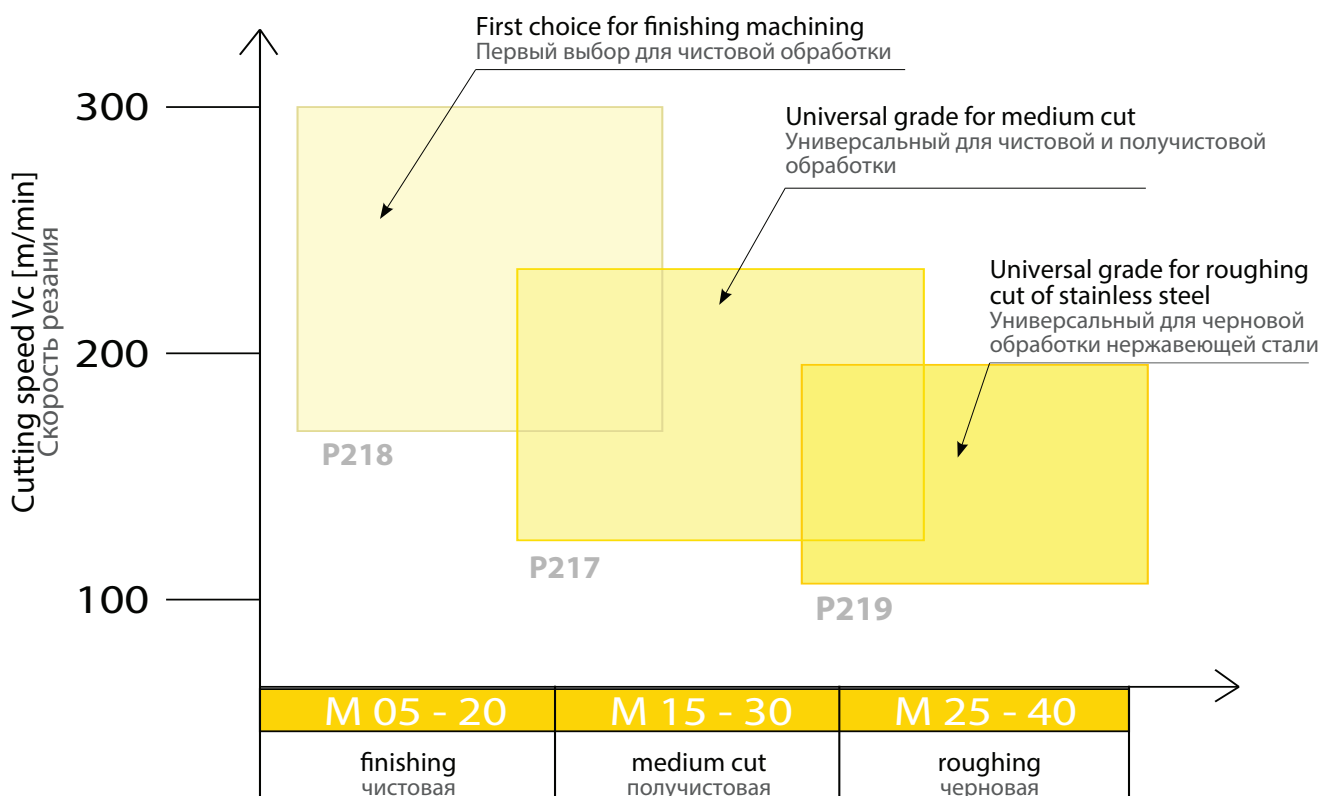 First choice for finishing machining
Первый выбор для чистовой обработки
300
Universal grade for medium cut
Универсальный для чистовой и получистовой
обработки
Cutting speed Vc [m/min]
Скорость резания
Universal grade for roughing
cut of stainless steel
Универсальный для черновой
обработки нержавеющей стали
200
P218
P217
100
P219
M 05 - 20
M 15 - 30
M 25 - 40
finishing
чистовая
medium cut
получистовая
roughing
черновая